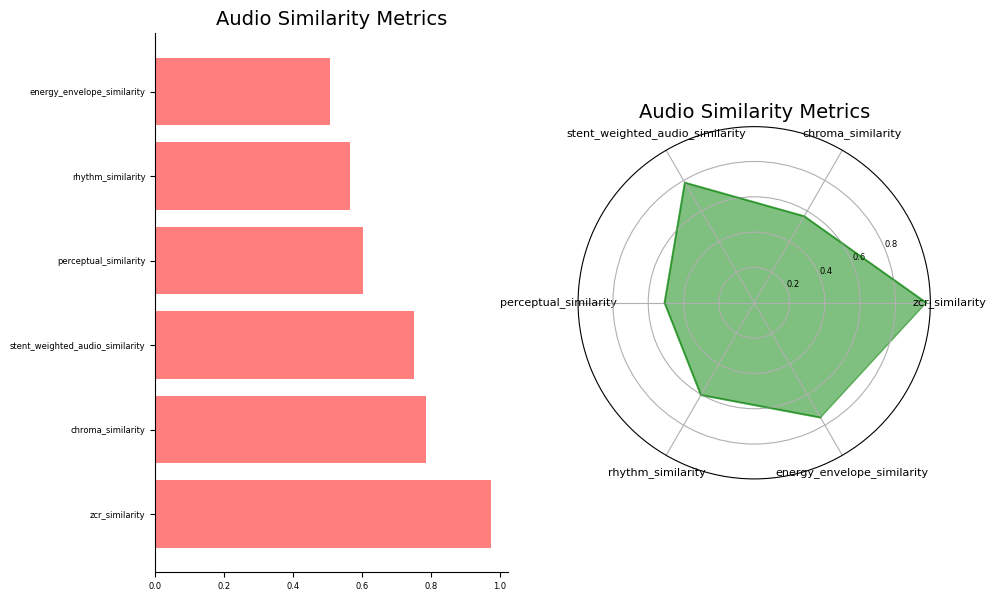 Audio Similarity Metrics
energy_envelope_similarity
rhythm_similarity
perceptual_similarity
stent_weighted_audio_similarity
chroma_similarity
zcr_similarity
0.0 0.2 0.4 0.6 0.8 1.0
Audio Similarity Metrics
stent_weighted_audio_similarity
chroma_similarity
0.8
0.6
0.4
0.2
perceptual_similarity
zcr_similarity
rhythm_similarity
energy_envelope_similarity